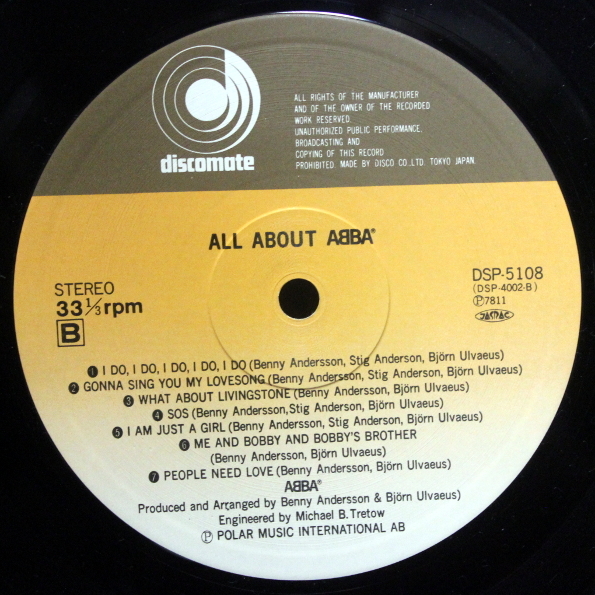 discomate
ALL RIGHTS OF THE MANUFACTURER
AND OF THE OWNER OF THE RECORDED
WORK RESERVED
UNAUTHORIZED PUBLIC PERFORMANCE,
BROADCASTING AND
COPYING OF THIS RECORD
PROHIBITED. MADE BY DISCO CO.,LTD. TOKYO JAPAN.
ALL ABOUT ABBA®
STEREO
33 1/3 rpm
B
DSP-5108
(DSP-4002-B)
Ⓟ7811
JASRAC
❶ I DO, I DO, I DO, I DO, I DO (Benny Andersson, Stig Anderson, Björn Ulvaeus)
❷ GONNA SING YOU MY LOVESONG (Benny Andersson, Stig Anderson, Björn Ulvaeus)
❸ WHAT ABOUT LIVINGSTONE (Benny Andersson, Björn Ulvaeus)
❹ SOS (Benny Andersson,Stig Anderson, Björn Ulvaeus)
❺ I AM JUST A GIRL (Benny Andersson, Stig Anderson, Björn Ulvaeus)
❻ ME AND BOBBY AND BOBBY'S BROTHER
(Benny Andersson, Björn Ulvaeus)
❼ PEOPLE NEED LOVE (Benny Andersson, Björn Ulvaeus)
ABBA®
Produced and Arranged by Benny Andersson & Björn Ulvaeus)
Engineered by Michael B. Tretow
Ⓟ POLAR MUSIC INTERNATIONAL AB